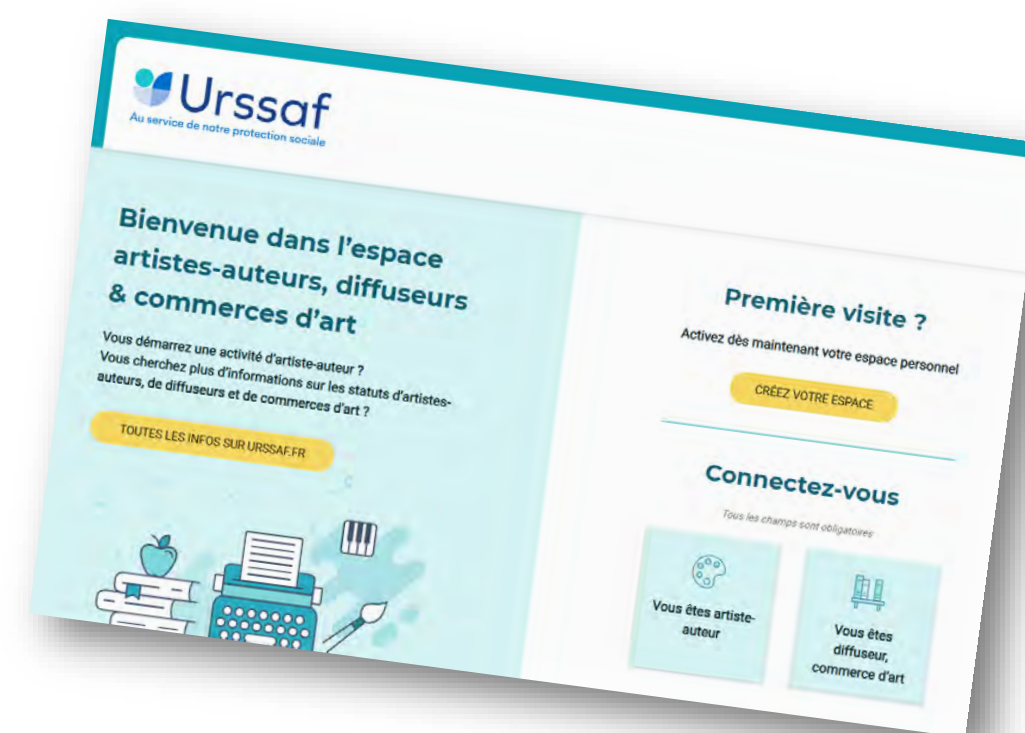 Urssaf
Au service de notre protection sociale
Bienvenue dans l'espace
artistes-auteurs, diffuseurs
& commerces d'art
Vous démarrez une activité d'artiste-auteur ?
Vous cherchez plus d'informations sur les statuts d'artistes-
auteurs, de diffuseurs et de commerces d'art ?
TOUTES LES INFOS SUR URSSAF.FR
Première visite ?
Activez dès maintenant votre espace personnel
CRÉEZ VOTRE ESPACE
Connectez-vous
Tous les champs sont obligatoires
Vous êtes artiste-
auteur
Vous êtes
diffuseur,
commerce d'art